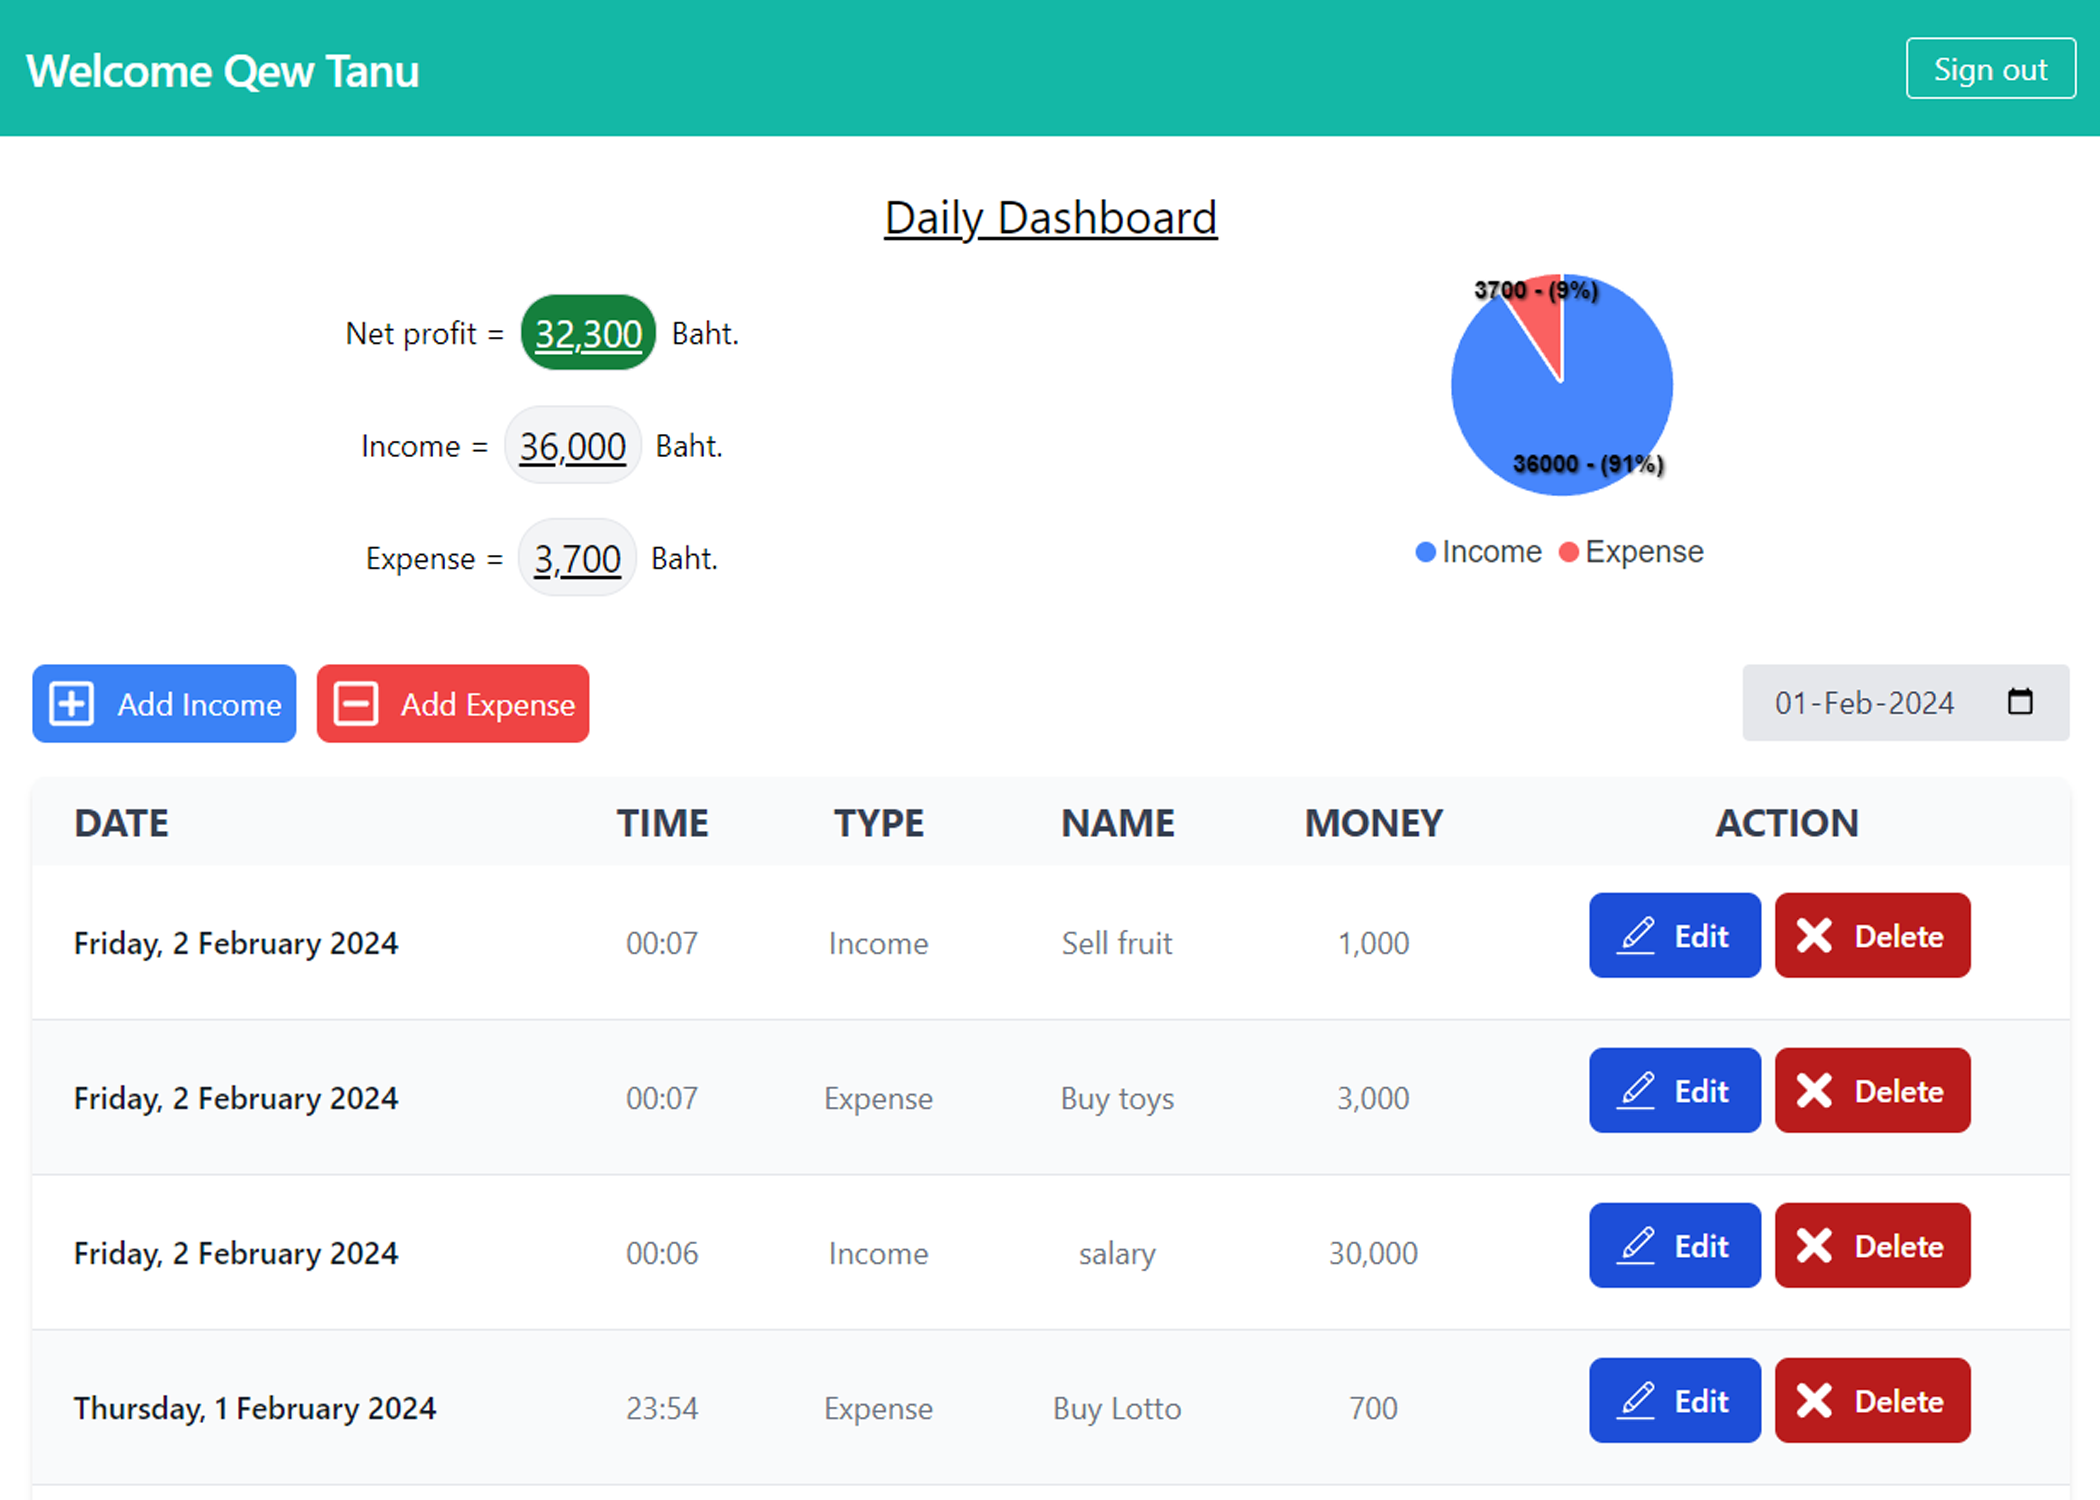 Welcome Qew Tanu
Sign out
Daily Dashboard
Net profit = 32,300 Baht.
Income = 36,000 Baht.
Expense = 3,700 Baht.
3700 - (9%)
36000 - (91%)
Income Expense
Add Income Add Expense 01-Feb-2024
DATE TIME TYPE NAME MONEY ACTION
Friday, 2 February 2024 00:07 Income Sell fruit 1,000 Edit Delete
Friday, 2 February 2024 00:07 Expense Buy toys 3,000 Edit Delete
Friday, 2 February 2024 00:06 Income salary 30,000 Edit Delete
Thursday, 1 February 2024 23:54 Expense Buy Lotto 700 Edit Delete